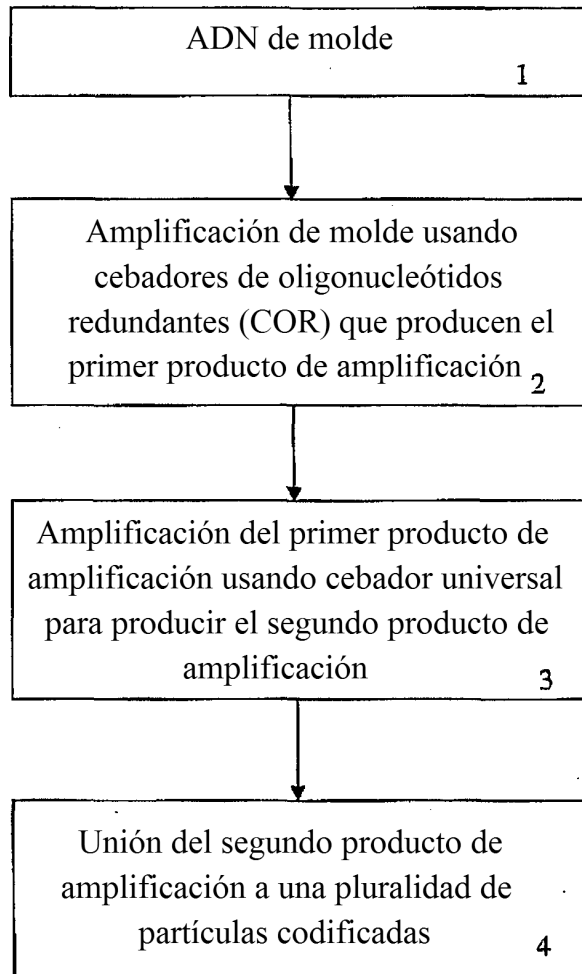 ADN de molde
1
Amplificación de molde usando
cebadores de oligonucleótidos
redundantes (COR) que producen el
primer producto de amplificación 2
Amplificación del primer producto de
amplificación usando cebador universal
para producir el segundo producto de
amplificación 3
Unión del segundo producto de
amplificación a una pluralidad de
partículas codificadas 4